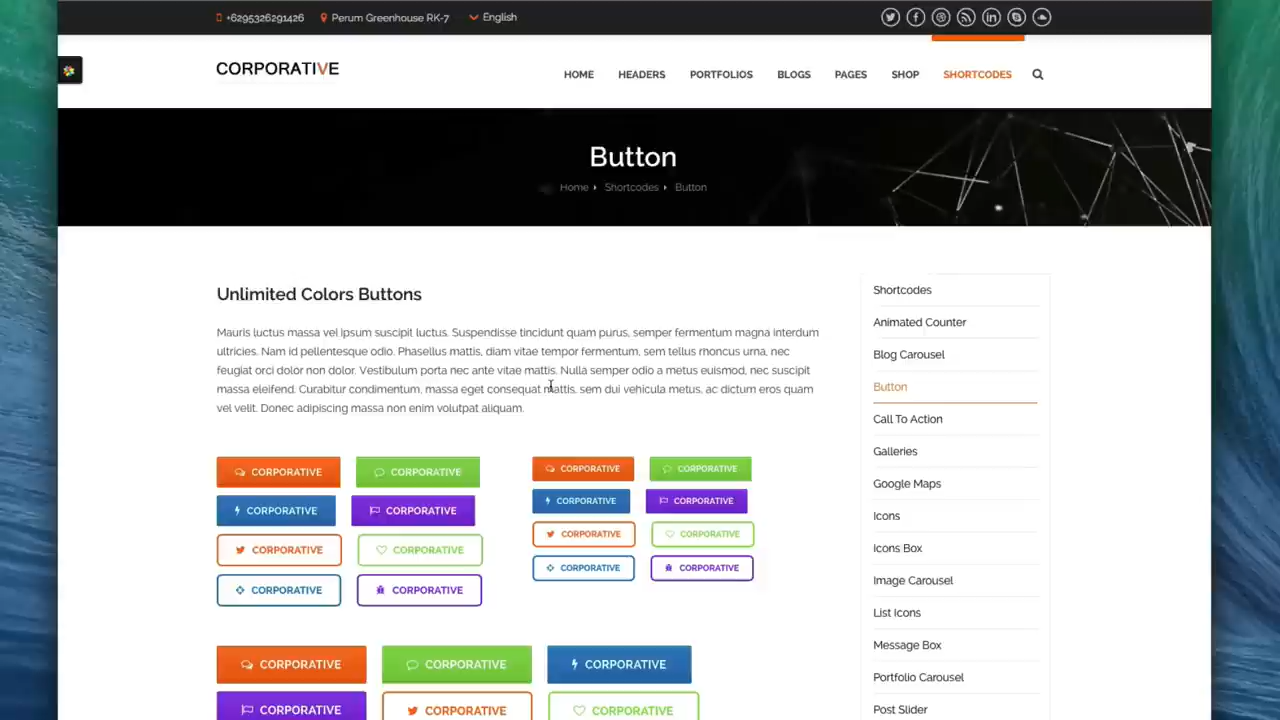 +6295326291426 Perum Greenhouse RK-7 English
CORPORATIVE
HOME HEADERS PORTFOLIOS BLOGS PAGES SHOP SHORTCODES
Button
Home Shortcodes Button
Unlimited Colors Buttons
Mauris luctus massa vel ipsum suscipit luctus. Suspendisse tincidunt quam purus, semper fermentum magna interdum
ultricies. Nam id pellentesque odio. Phasellus mattis, diam vitae tempor fermentum, sem tellus rhoncus urna, nec
feugiat orci dolor non dolor. Vestibulum porta nec ante vitae mattis. Nulla semper odio a metus euismod, nec suscipit
massa eleifend. Curabitur condimentum, massa eget consequat mattis, sem dui vehicula metus, ac dictum eros quam
vel velit. Donec adipiscing massa non enim volutpat aliquam.
CORPORATIVE CORPORATIVE CORPORATIVE CORPORATIVE
CORPORATIVE CORPORATIVE CORPORATIVE CORPORATIVE
CORPORATIVE CORPORATIVE CORPORATIVE CORPORATIVE
CORPORATIVE CORPORATIVE CORPORATIVE CORPORATIVE
CORPORATIVE CORPORATIVE CORPORATIVE
CORPORATIVE CORPORATIVE CORPORATIVE
Shortcodes
Animated Counter
Blog Carousel
Button
Call To Action
Galleries
Google Maps
Icons
Icons Box
Image Carousel
List Icons
Message Box
Portfolio Carousel
Post Slider